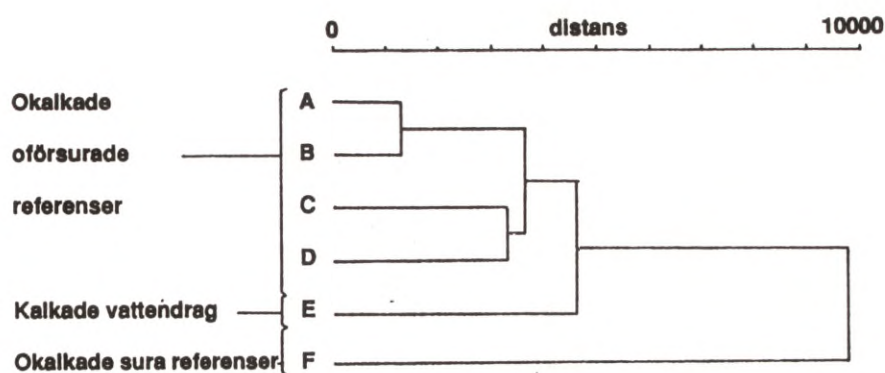 0 distans 10000
Okalkade A
oförsurade B
referenser C
D
Kalkade vattendrag E
Okalkade sura referenser F